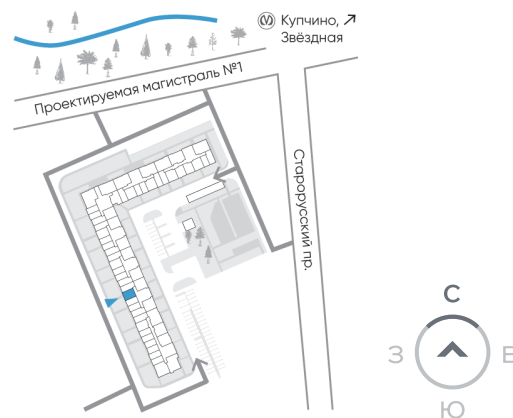 Купчино,
Звёздная
Проектируемая магистраль №1
Старорусский пр.
С
З
В
Ю